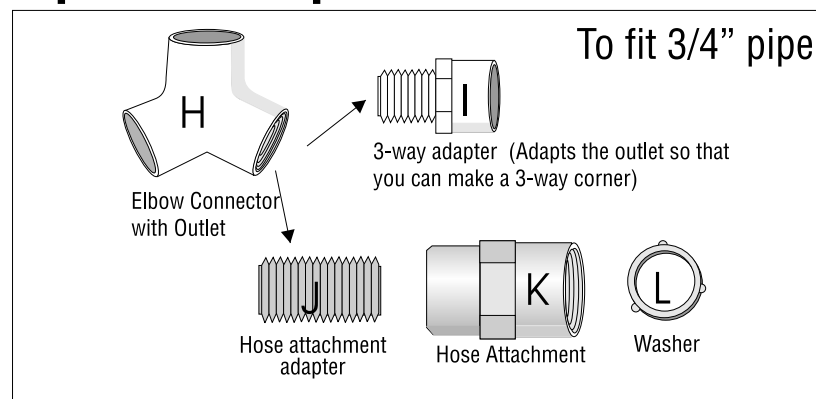 To fit 3/4” pipe
H
I
3-way adapter (Adapts the outlet so that
you can make a 3-way corner)
Elbow Connector
with Outlet
J
K
L
Hose attachment
adapter
Hose Attachment
Washer